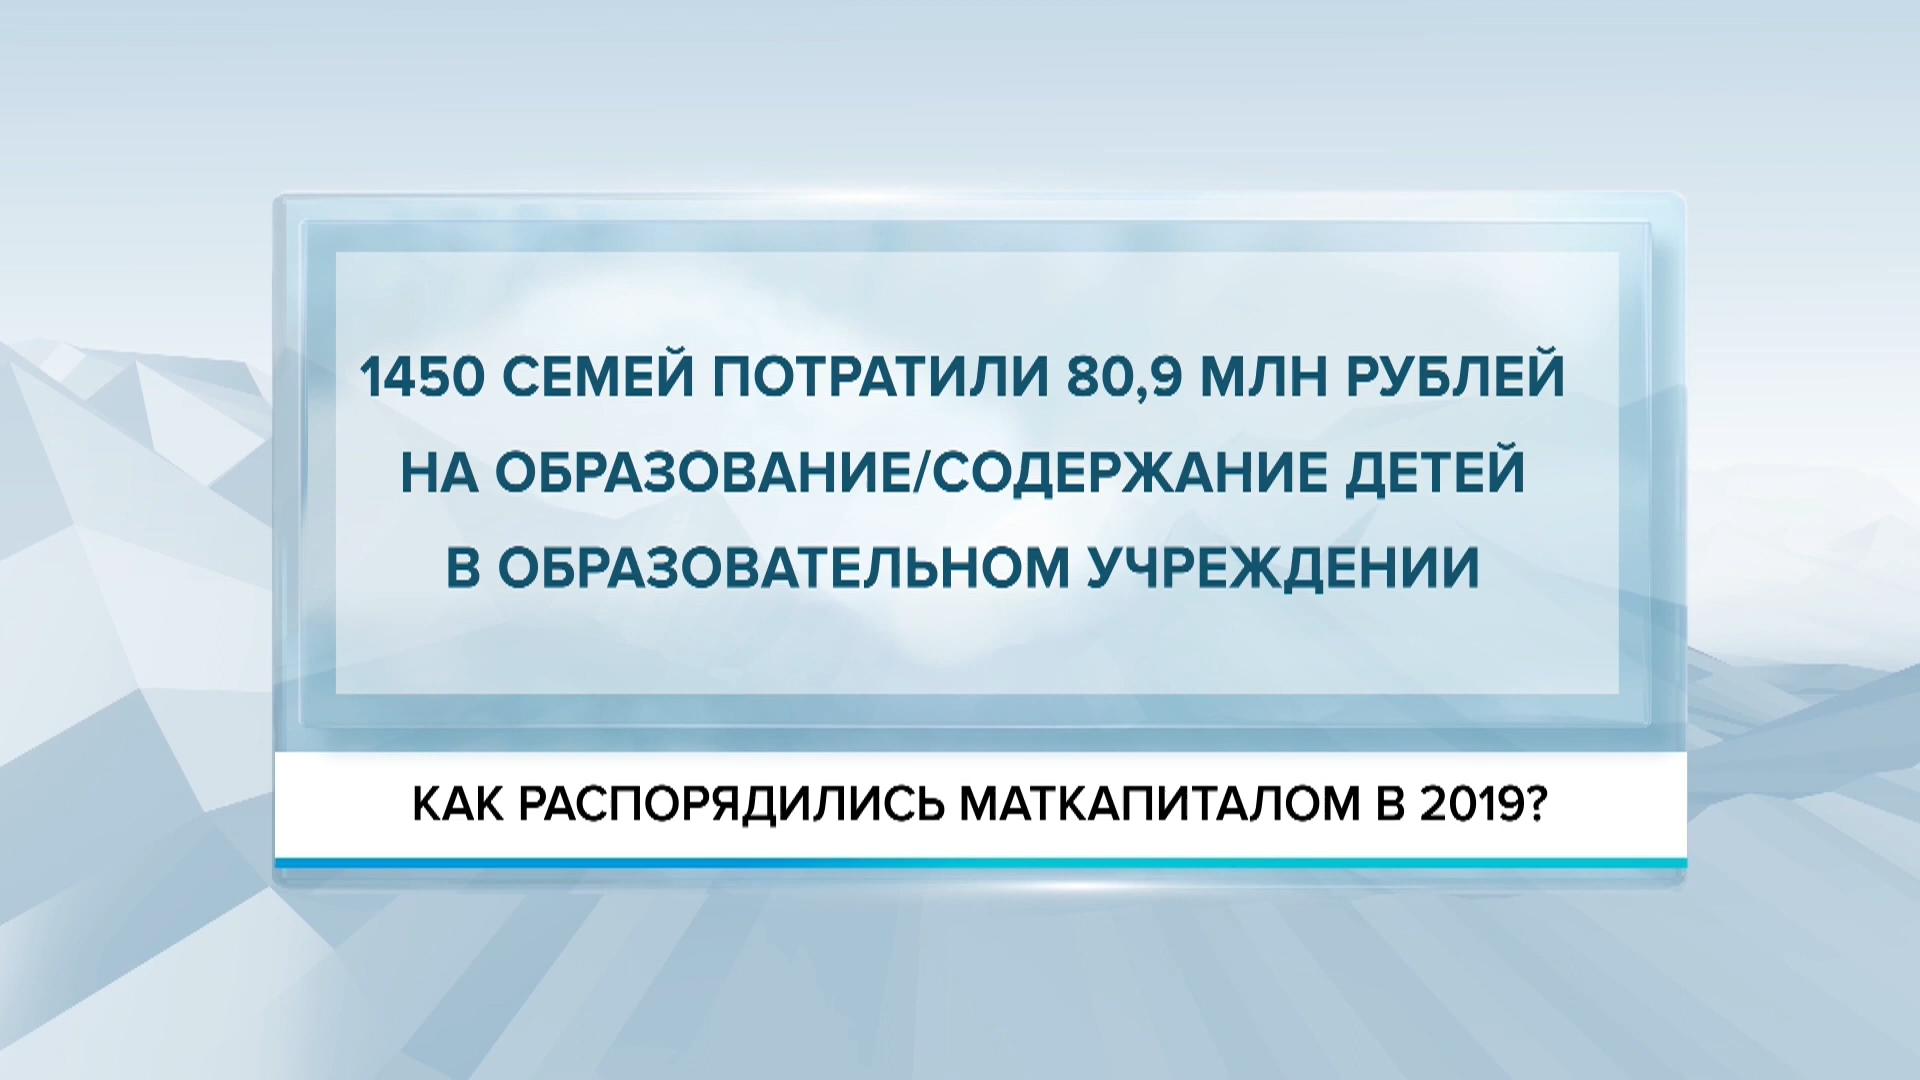 1450 СЕМЕЙ ПОТРАТИЛИ 80,9 МЛН РУБЛЕЙ
НА ОБРАЗОВАНИЕ/СОДЕРЖАНИЕ ДЕТЕЙ
В ОБРАЗОВАТЕЛЬНОМ УЧРЕЖДЕНИИ
КАК РАСПОРЯДИЛИСЬ МАТКАПИТАЛОМ В 2019?